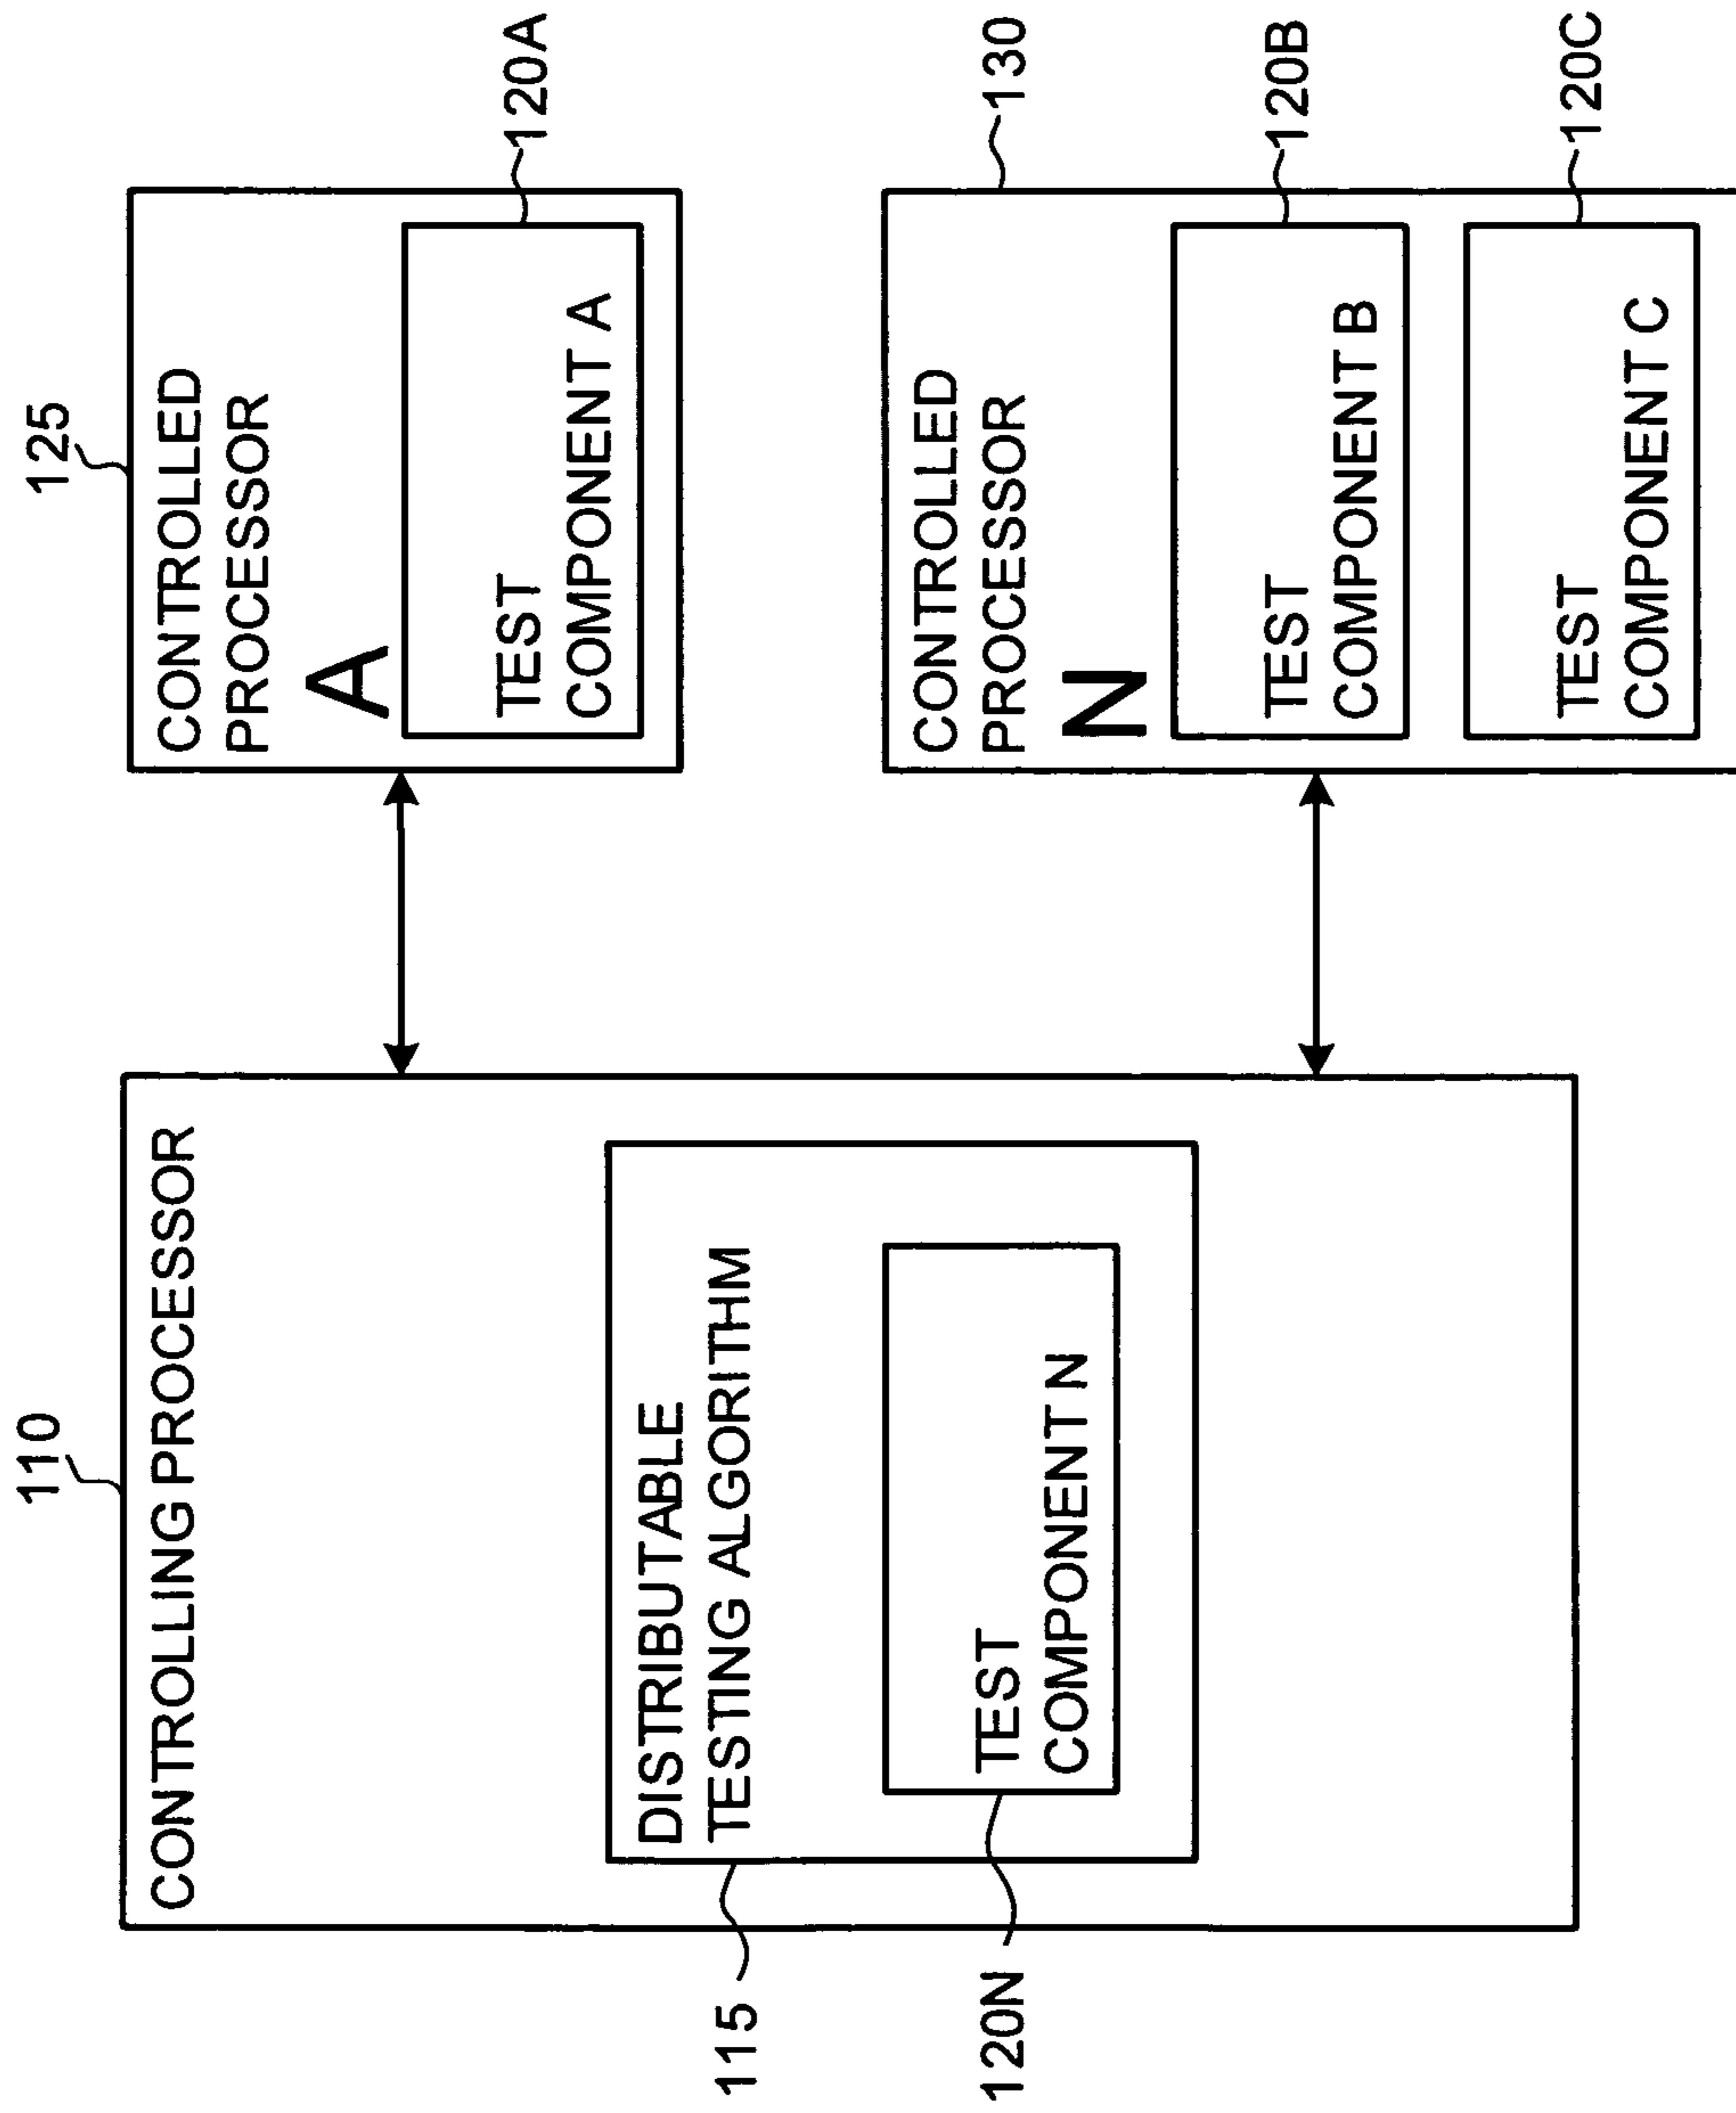 110
CONTROLLING PROCESSOR
DISTRIBUTABLE
TESTING ALGORITHM
TEST
COMPONENT N
115
120N
125
CONTROLLED
PROCESSOR
A
TEST
COMPONENT A
120A
CONTROLLED
PROCESSOR
N
130
TEST
COMPONENT B
120B
TEST
COMPONENT C
120C